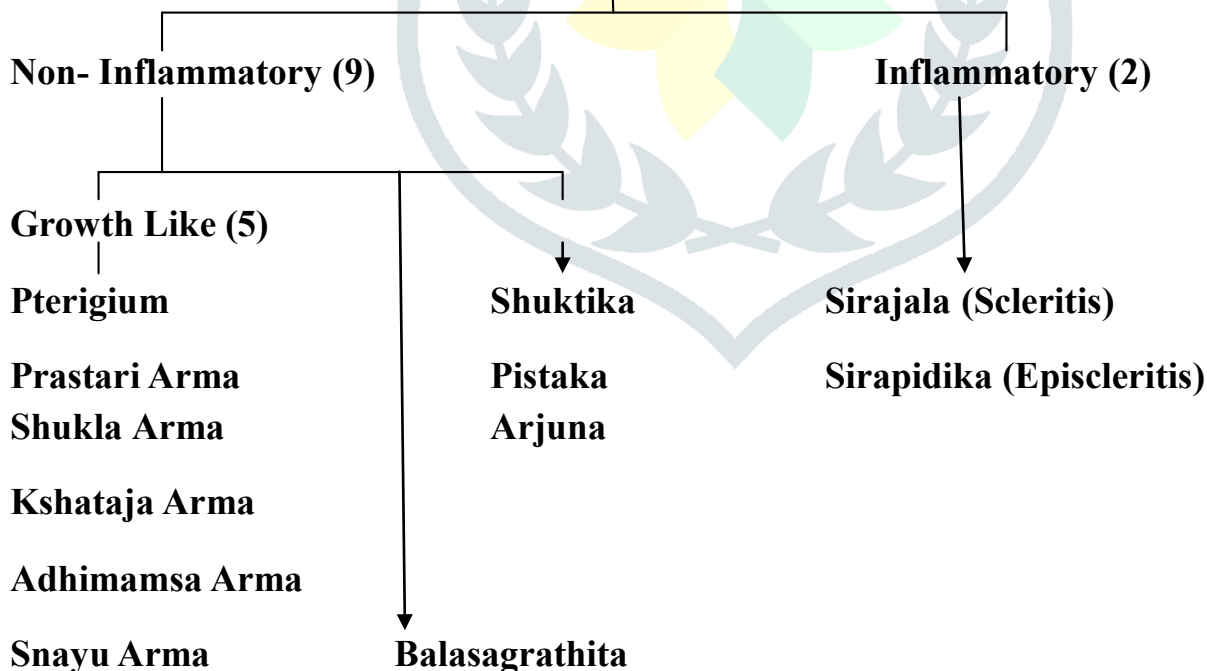 Non- Inflammatory (9) Inflammatory (2)
Growth Like (5)
Pterigium Shuktika Sirajala (Scleritis)
Prastari Arma Pistaka Sirapidika (Episcleritis)
Shukla Arma Arjuna
Kshataja Arma
Adhimamsa Arma
Snayu Arma Balasagrathita